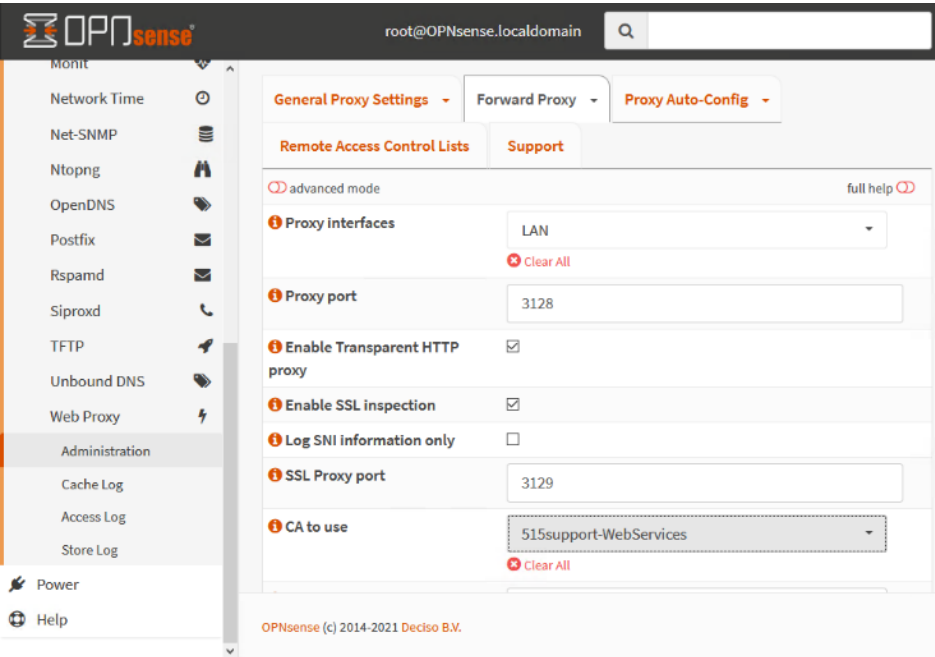 OPNsense
root@OPNsense.localdomain
Monit
Network Time
Net-SNMP
Ntopng
OpenDNS
Postfix
Rspamd
Siproxd
TFTP
Unbound DNS
Web Proxy
Administration
Cache Log
Access Log
Store Log
Power
Help
General Proxy Settings
Forward Proxy
Proxy Auto-Config
Remote Access Control Lists
Support
advanced mode
full help
Proxy interfaces
LAN
Clear All
Proxy port
3128
Enable Transparent HTTP
proxy
Enable SSL inspection
Log SNI information only
SSL Proxy port
3129
CA to use
515support-WebServices
Clear All
OPNsense (c) 2014-2021 Deciso B.V.